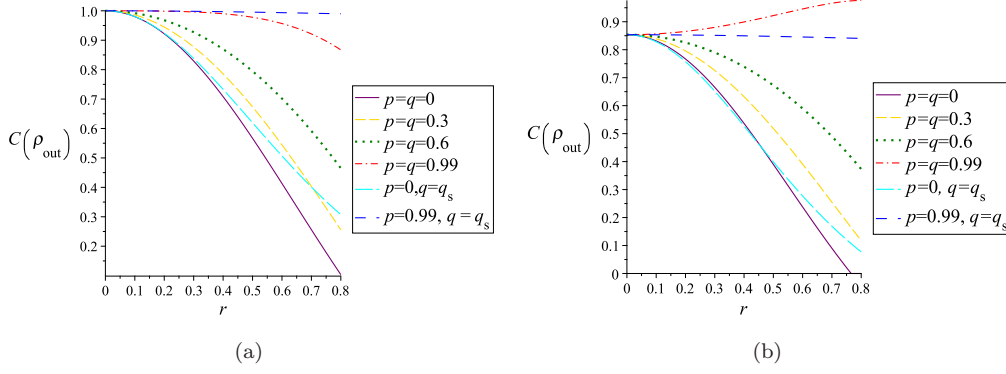 1.0
0.9
0.8
0.7
0.6
0.5
0.4
0.3
0.2
C(ρout)
0 0.1 0.2 0.3 0.4 0.5 0.6 0.7 0.8
r
p=q=0
p=q=0.3
p=q=0.6
p=q=0.99
p=0,q=qs
p=0.99, q = qs
(a)
0.9
0.8
0.7
0.6
0.5
0.4
0.3
0.2
0.1
0
C(ρout)
0 0.1 0.2 0.3 0.4 0.5 0.6 0.7 0.8
r
p=q=0
p=q=0.3
p=q=0.6
p=q=0.99
p=0, q=qs
p=0.99, q = qs
(b)